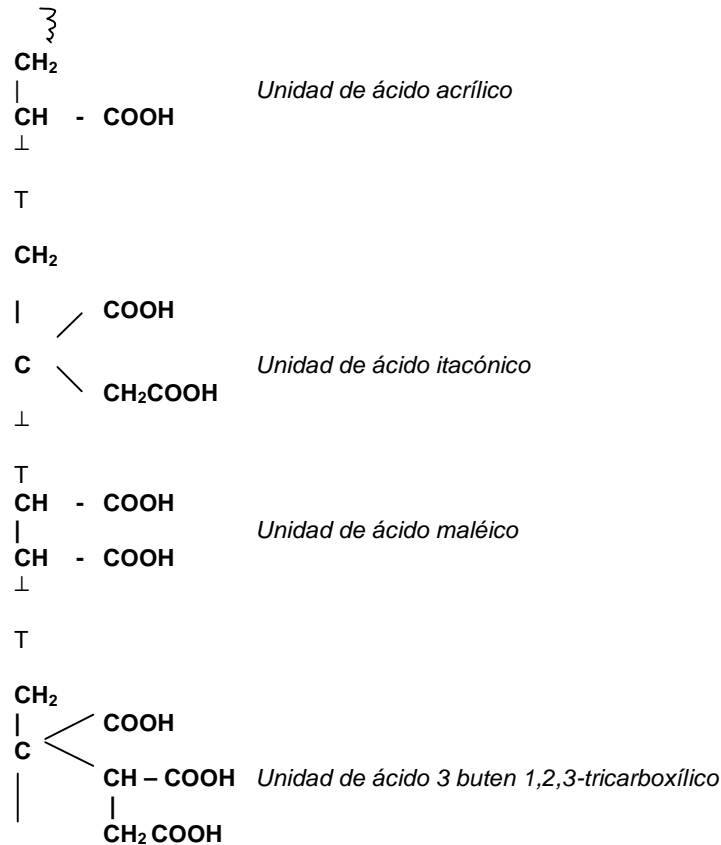 CH₂
| Unidad de ácido acrílico
CH - COOH
⊥
T
CH₂
| COOH
C Unidad de ácido itacónico
CH₂COOH
⊥
T
CH - COOH
| Unidad de ácido maléico
CH - COOH
⊥
T
CH₂
| COOH
C
CH – COOH Unidad de ácido 3 buten 1,2,3-tricarboxílico
|
CH₂ COOH